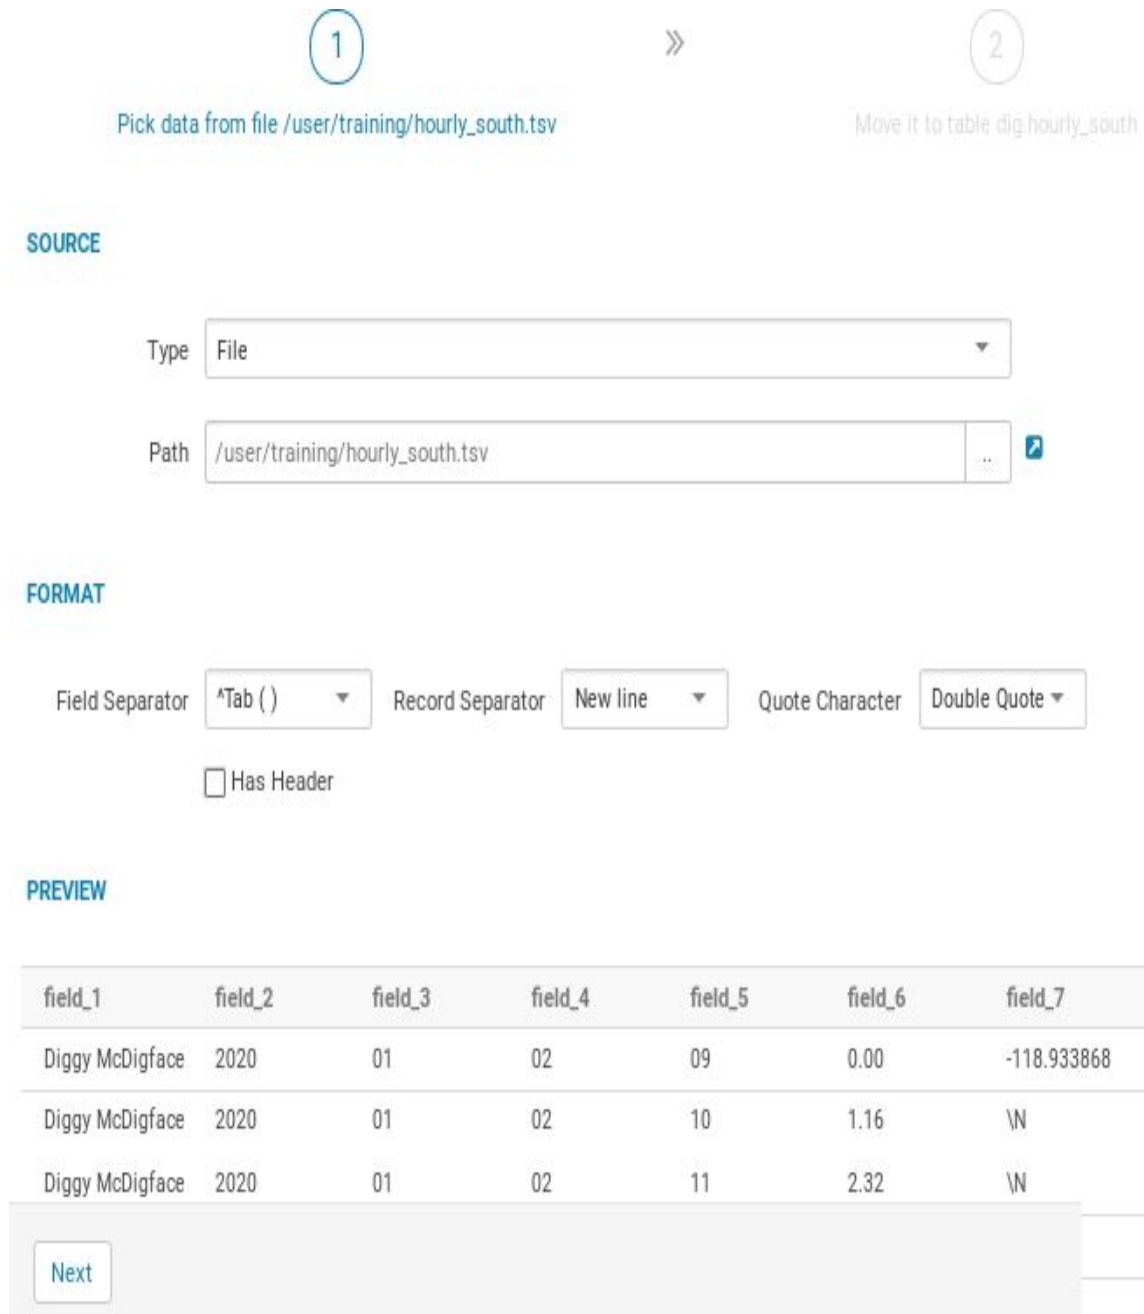 1 » 2
Pick data from file /user/training/hourly_south.tsv Move it to table dig.hourly_south
SOURCE
Type File
Path /user/training/hourly_south.tsv ..
FORMAT
Field Separator ^Tab ( ) Record Separator New line Quote Character Double Quote
Has Header
PREVIEW
field_1 field_2 field_3 field_4 field_5 field_6 field_7
Diggy McDigface 2020 01 02 09 0.00 -118.933868
Diggy McDigface 2020 01 02 10 1.16 \N
Diggy McDigface 2020 01 02 11 2.32 \N
Next